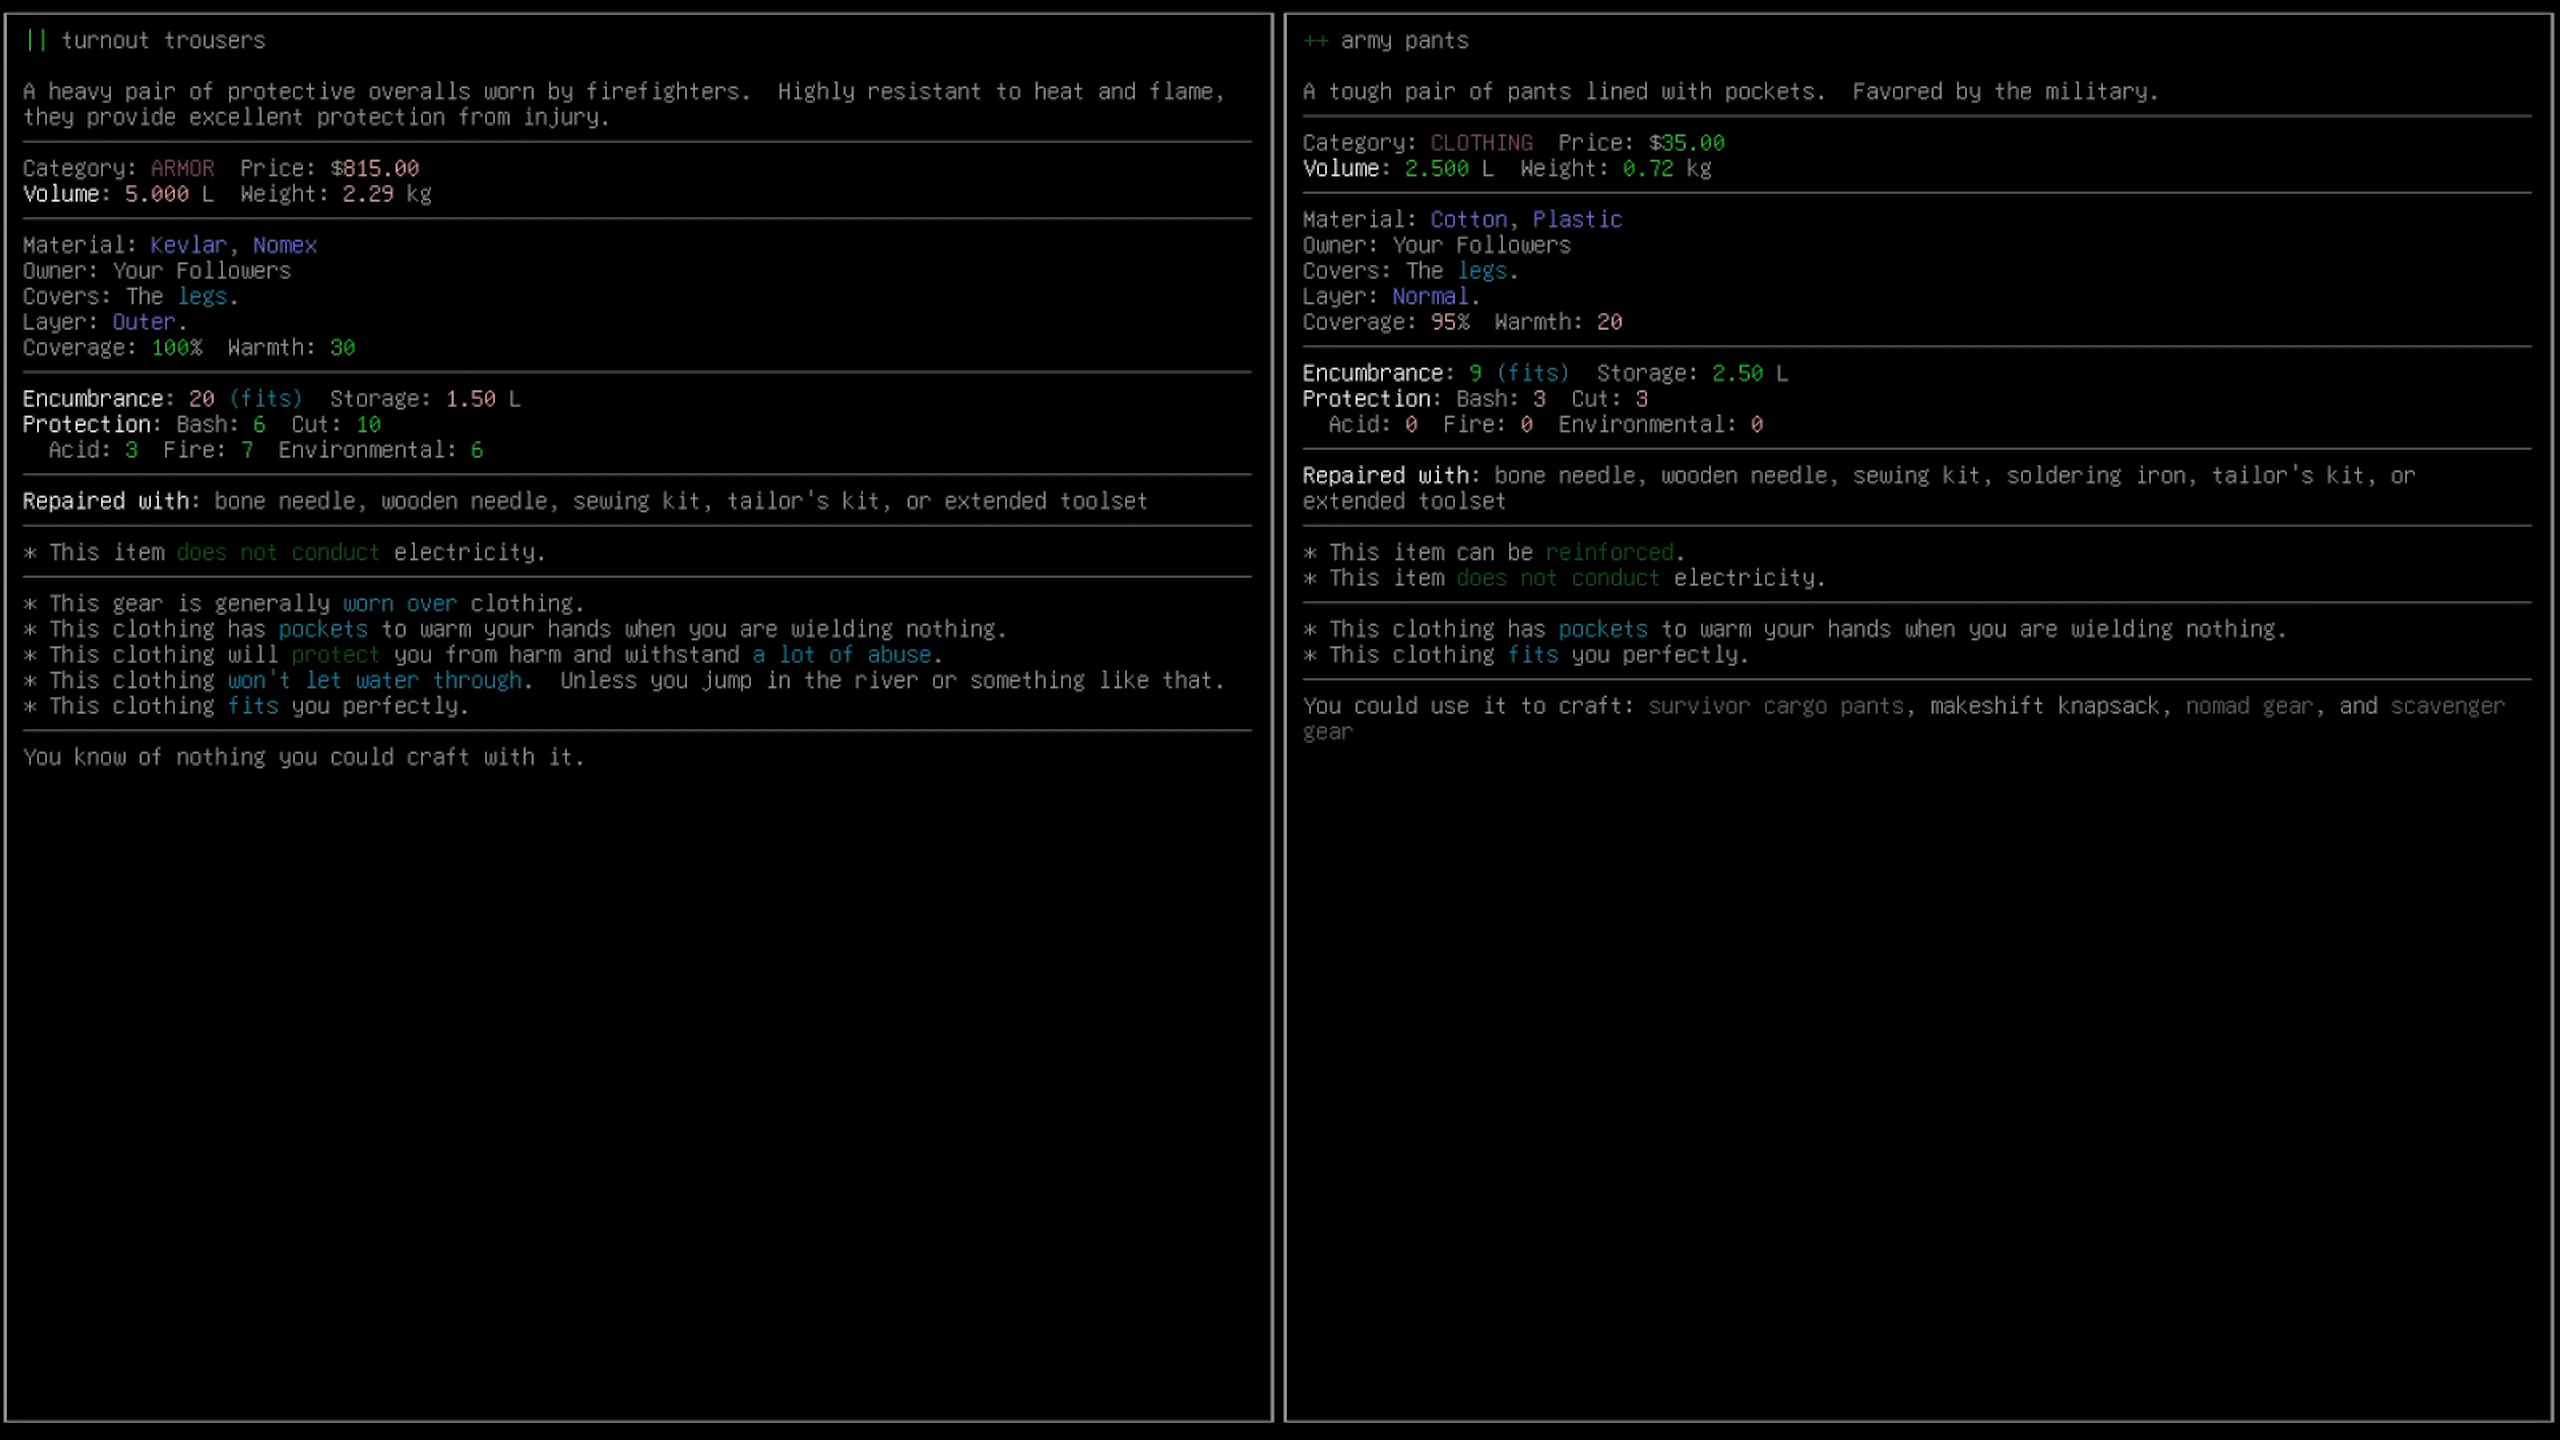 || turnout trousers
A heavy pair of protective overalls worn by firefighters.  Highly resistant to heat and flame,
they provide excellent protection from injury.
Category: ARMOR  Price: $815.00
Volume: 5.000 L  Weight: 2.29 kg
Material: Kevlar, Nomex
Owner: Your Followers
Covers: The legs.
Layer: Outer.
Coverage: 100%  Warmth: 30
Encumbrance: 20 (fits)  Storage: 1.50 L
Protection: Bash: 6  Cut: 10
Acid: 3  Fire: 7  Environmental: 6
Repaired with: bone needle, wooden needle, sewing kit, tailor's kit, or extended toolset
* This item does not conduct electricity.
* This gear is generally worn over clothing.
* This clothing has pockets to warm your hands when you are wielding nothing.
* This clothing will protect you from harm and withstand a lot of abuse.
* This clothing won't let water through.  Unless you jump in the river or something like that.
* This clothing fits you perfectly.
You know of nothing you could craft with it.
++ army pants
A tough pair of pants lined with pockets.  Favored by the military.
Category: CLOTHING  Price: $35.00
Volume: 2.500 L  Weight: 0.72 kg
Material: Cotton, Plastic
Owner: Your Followers
Covers: The legs.
Layer: Normal.
Coverage: 95%  Warmth: 20
Encumbrance: 9 (fits)  Storage: 2.50 L
Protection: Bash: 3  Cut: 3
Acid: 0  Fire: 0  Environmental: 0
Repaired with: bone needle, wooden needle, sewing kit, soldering iron, tailor's kit, or
extended toolset
* This item can be reinforced.
* This item does not conduct electricity.
* This clothing has pockets to warm your hands when you are wielding nothing.
* This clothing fits you perfectly.
You could use it to craft: survivor cargo pants, makeshift knapsack, nomad gear, and scavenger
gear